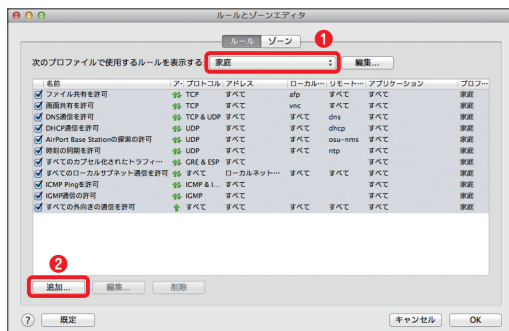 ルールとゾーンエディタ
ルール ゾーン
1
次のプロファイルで使用するルールを表示する: 家庭 編集...
名前 ア· プロトコル アドレス ローカル··· リモート··· アプリケーション プロフ···
ファイル共有を許可 TCP すべて afp すべて すべて 家庭
画面共有を許可 TCP すべて vnc すべて すべて 家庭
DNS通信を許可 TCP & UDP すべて すべて dns すべて 家庭
DHCP通信を許可 UDP すべて すべて dhcp すべて 家庭
AirPort Base Stationの探索の許可 UDP すべて すべて osu-nms すべて 家庭
時刻の同期を許可 UDP すべて すべて ntp すべて 家庭
すべてのカプセル化されたトラフィ··· GRE & ESP すべて すべて 家庭
すべてのローカルサブネット通信を許可 すべて ローカルネット··· すべて すべて すべて 家庭
ICMP Pingを許可 ICMP & I... すべて すべて 家庭
IGMP通信の許可 IGMP すべて すべて 家庭
すべての外向きの通信を許可 すべて すべて すべて すべて すべて 家庭
2
追加... 編集... 削除
? 既定 キャンセル OK